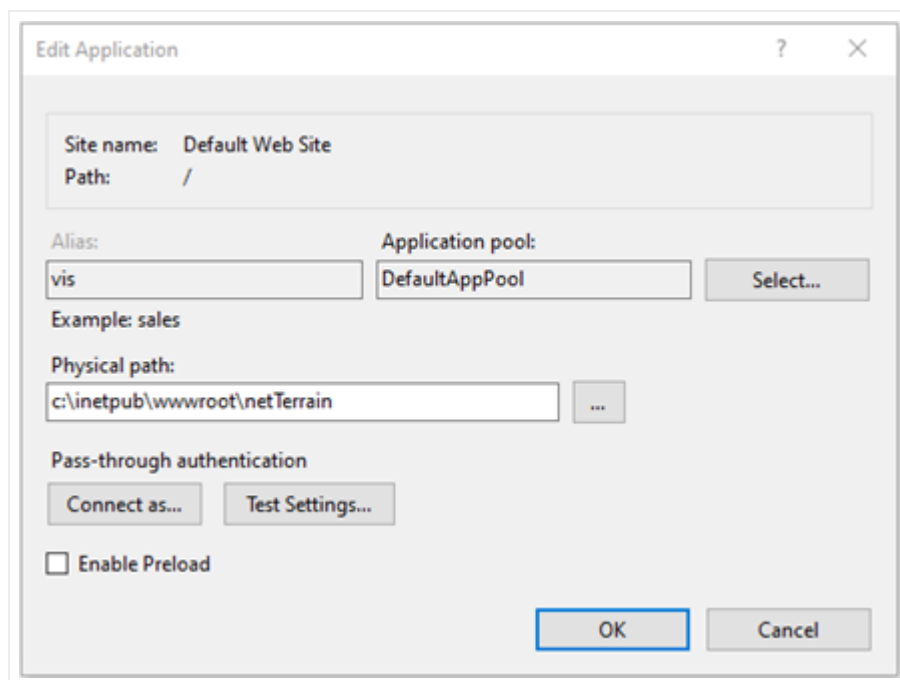 Edit Application ?
Site name: Default Web Site
Path: /
Alias: Application pool:
vis DefaultAppPool Select...
Example: sales
Physical path:
c:\inetpub\wwwroot\netTerrain ...
Pass-through authentication
Connect as... Test Settings...
Enable Preload
OK Cancel